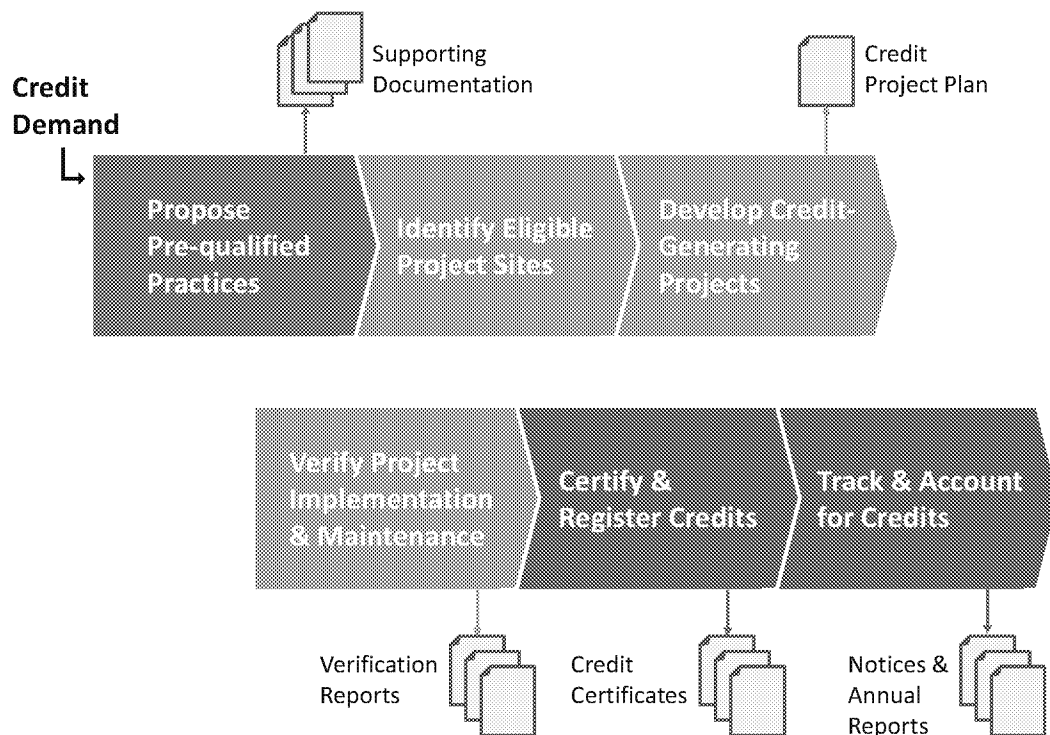 Supporting
Documentation
Credit
Project Plan
Credit
Demand
Propose
Pre-qualified
Practices
Identify Eligible
Project Sites
Develop Credit-
Generating
Projects
Verify Project
Implementation
& Maintenance
Certify &
Register Credits
Track & Account
for Credits
Verification
Reports
Credit
Certificates
Notices &
Annual
Reports